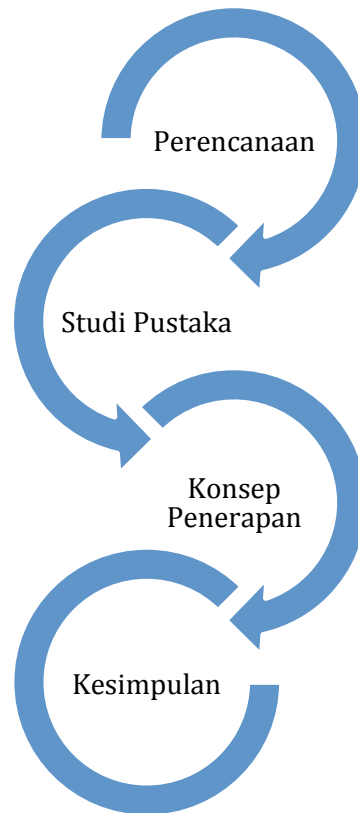 Perencanaan
Studi Pustaka
Konsep
Penerapan
Kesimpulan